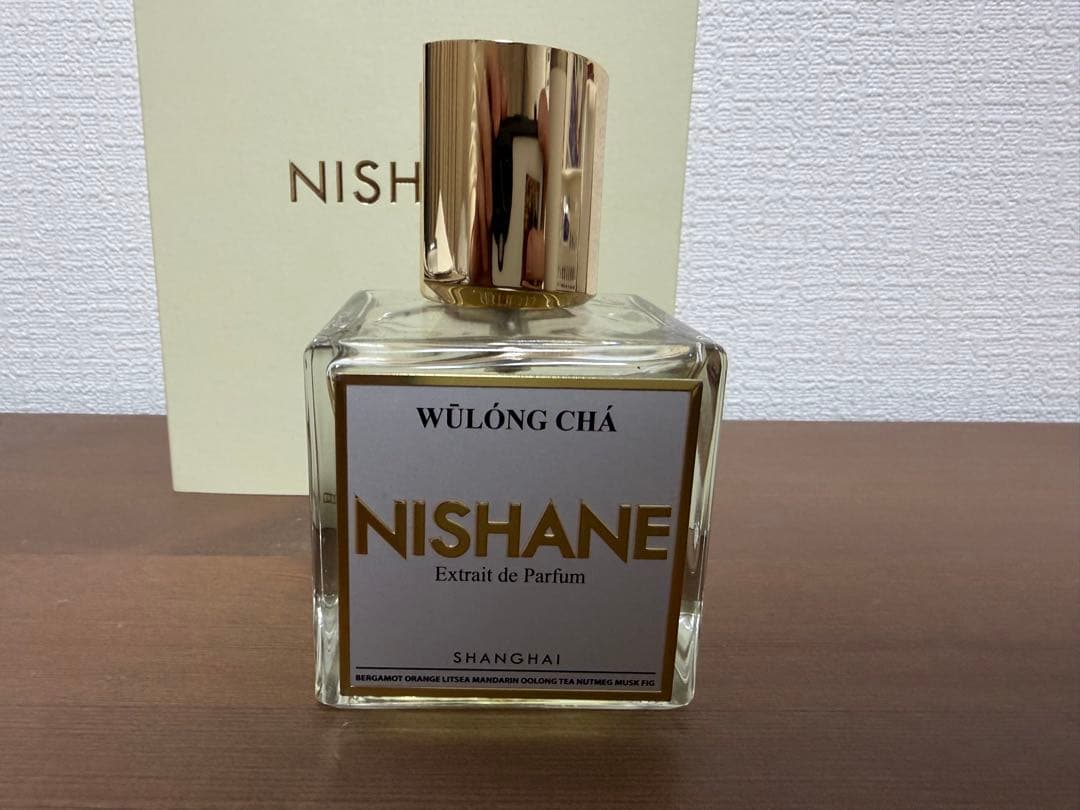 NISH
WŪLÓNG CHÁ
NISHANE
Extrait de Parfum
SHANGHAI
BERGAMOT ORANGE LITSEA MANDARIN OOLONG TEA NUTMEG MUSK FIG